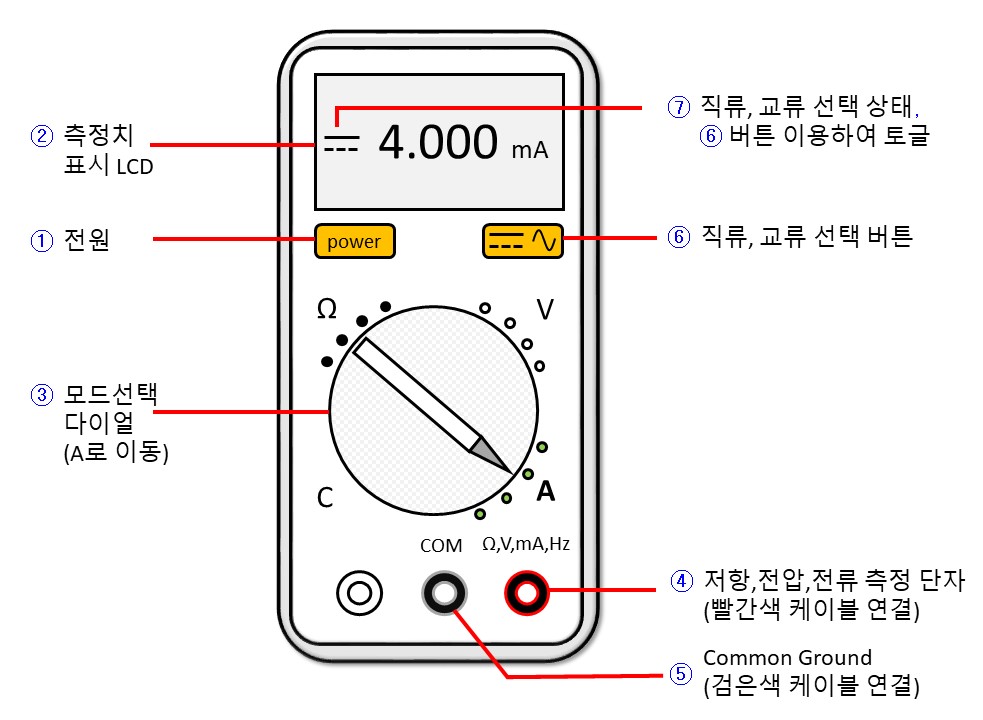 ⑦ 직류, 교류 선택 상태,
⑥ 버튼 이용하여 토글
② 측정치
표시 LCD
4.000 mA
① 전원
power
⑥ 직류, 교류 선택 버튼
Ω
V
③ 모드선택
다이얼
(A로 이동)
C
A
COM
Ω,V,mA,Hz
④ 저항,전압,전류 측정 단자
(빨간색 케이블 연결)
⑤ Common Ground
(검은색 케이블 연결)